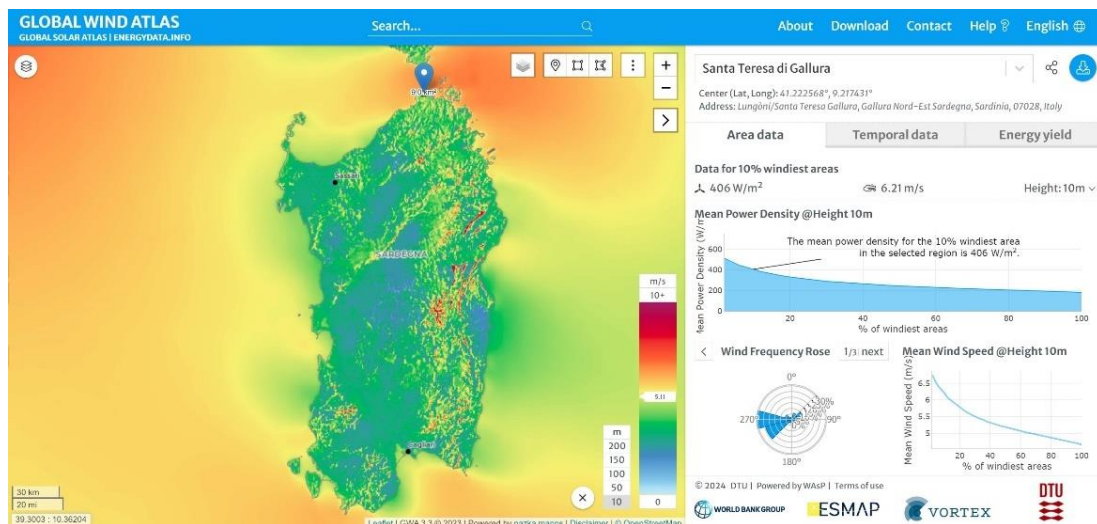 GLOBAL WIND ATLAS
GLOBAL SOLAR ATLAS | ENERGYDATA.INFO
Search...
About Download Contact Help English
9.0 km²
Sassari
SARDEGNA
Cagliari
m/s
10+
5.11
0
m
200
150
100
50
10
30 km
20 mi
39.3003 : 10.36204
Leaflet | GWA 3.3 © 2023 | Powered by nazka mapps | Disclaimer | © OpenStreetMap
Santa Teresa di Gallura
Center (Lat, Long): 41.222568°, 9.217431°
Address: Lungòni/Santa Teresa Gallura, Gallura Nord-Est Sardegna, Sardinia, 07028, Italy
Area data Temporal data Energy yield
Data for 10% windiest areas
406 W/m² 6.21 m/s Height: 10m
Mean Power Density @Height 10m
Mean Power Density (W/m
600
400
200
0
The mean power density for the 10% windiest area
in the selected region is 406 W/m².
20 40 60 80 100
% of windiest areas
< Wind Frequency Rose 1/3 next
0°
270° 90°
180°
30%
Mean Wind Speed @Height 10m
Mean Wind Speed (m/s)
6.5
6
5.5
5
20 40 60 80 100
% of windiest areas
© 2024 DTU | Powered by WAsP | Terms of use
WORLD BANK GROUP
ESMAP
VORTEX
DTU